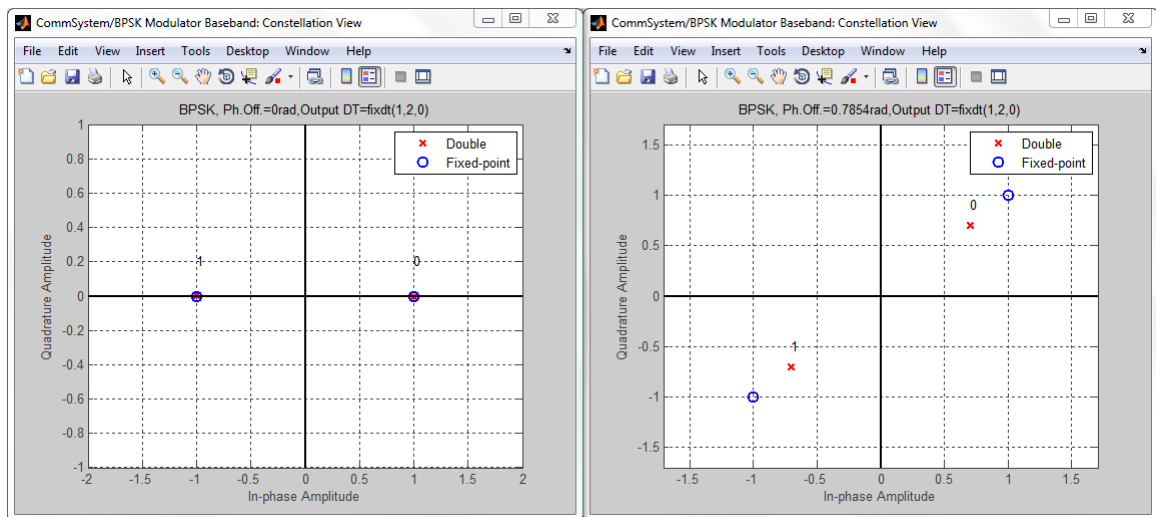 CommSystem/BPSK Modulator Baseband: Constellation View
File Edit View Insert Tools Desktop Window Help
BPSK, Ph.Off.=0rad,Output DT=fixdt(1,2,0)
Double
Fixed-point
1
0.8
0.6
0.4
0.2
0
-0.2
-0.4
-0.6
-0.8
-1
Quadrature Amplitude
1
0
-2 -1.5 -1 -0.5 0 0.5 1 1.5 2
In-phase Amplitude
CommSystem/BPSK Modulator Baseband: Constellation View
File Edit View Insert Tools Desktop Window Help
BPSK, Ph.Off.=0.7854rad,Output DT=fixdt(1,2,0)
Double
Fixed-point
1.5
1
0.5
0
-0.5
-1
-1.5
Quadrature Amplitude
0
1
-1.5 -1 -0.5 0 0.5 1 1.5
In-phase Amplitude